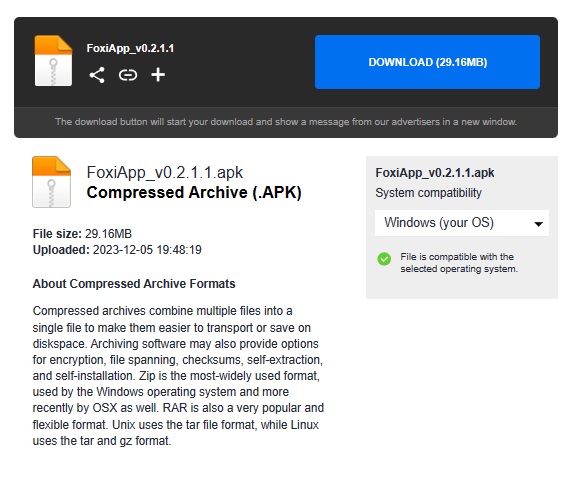 FoxiApp_v0.2.1.1
DOWNLOAD (29.16MB)
The download button will start your download and show a message from our advertisers in a new window.
FoxiApp_v0.2.1.1.apk
Compressed Archive (.APK)
File size: 29.16MB
Uploaded: 2023-12-05 19:48:19
About Compressed Archive Formats
Compressed archives combine multiple files into a
single file to make them easier to transport or save on
diskspace. Archiving software may also provide options
for encryption, file spanning, checksums, self-extraction,
and self-installation. Zip is the most-widely used format,
used by the Windows operating system and more
recently by OSX as well. RAR is also a very popular and
flexible format. Unix uses the tar file format, while Linux
uses the tar and gz format.
FoxiApp_v0.2.1.1.apk
System compatibility
Windows (your OS)
File is compatible with the
selected operating system.